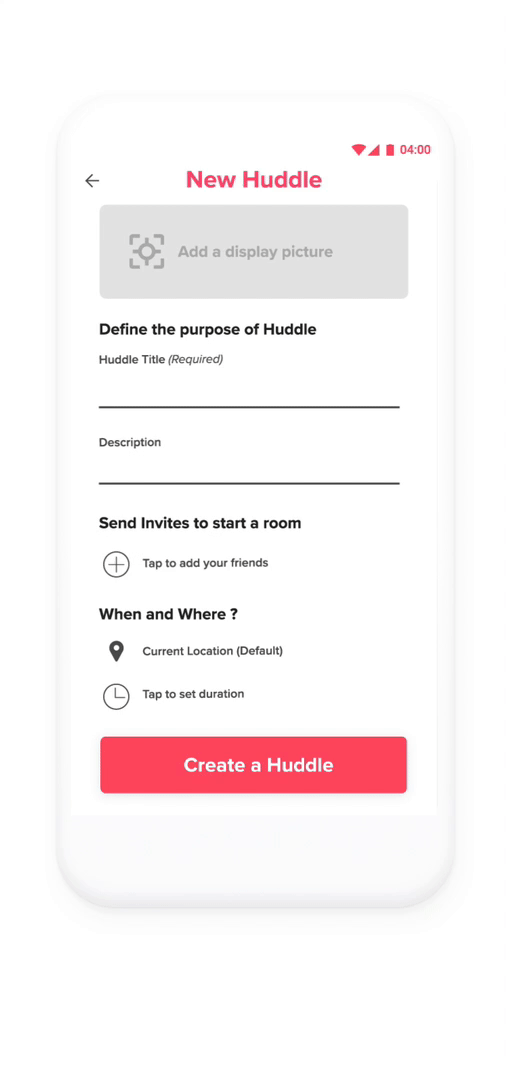 04:00
New Huddle
Add a display picture
Define the purpose of Huddle
Huddle Title (Required)
Description
Send Invites to start a room
Tap to add your friends
When and Where ?
Current Location (Default)
Tap to set duration
Create a Huddle